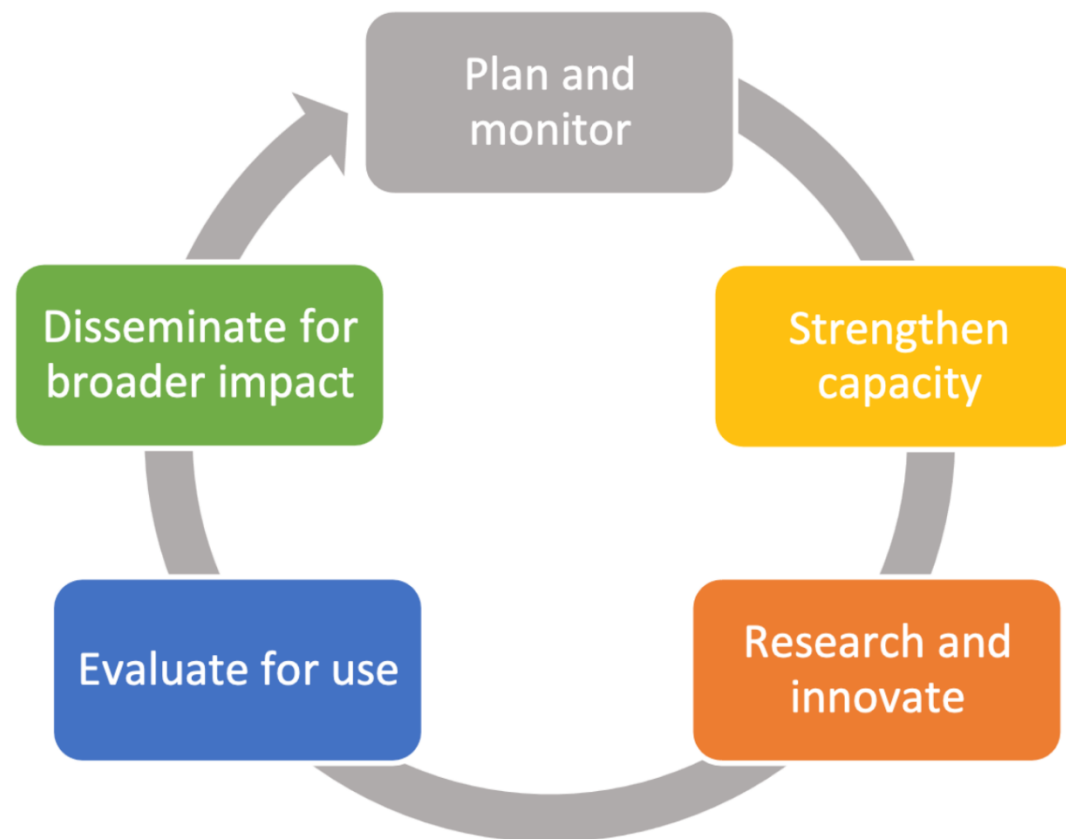 Plan and
monitor
Strengthen
capacity
Research and
innovate
Evaluate for use
Disseminate for
broader impact